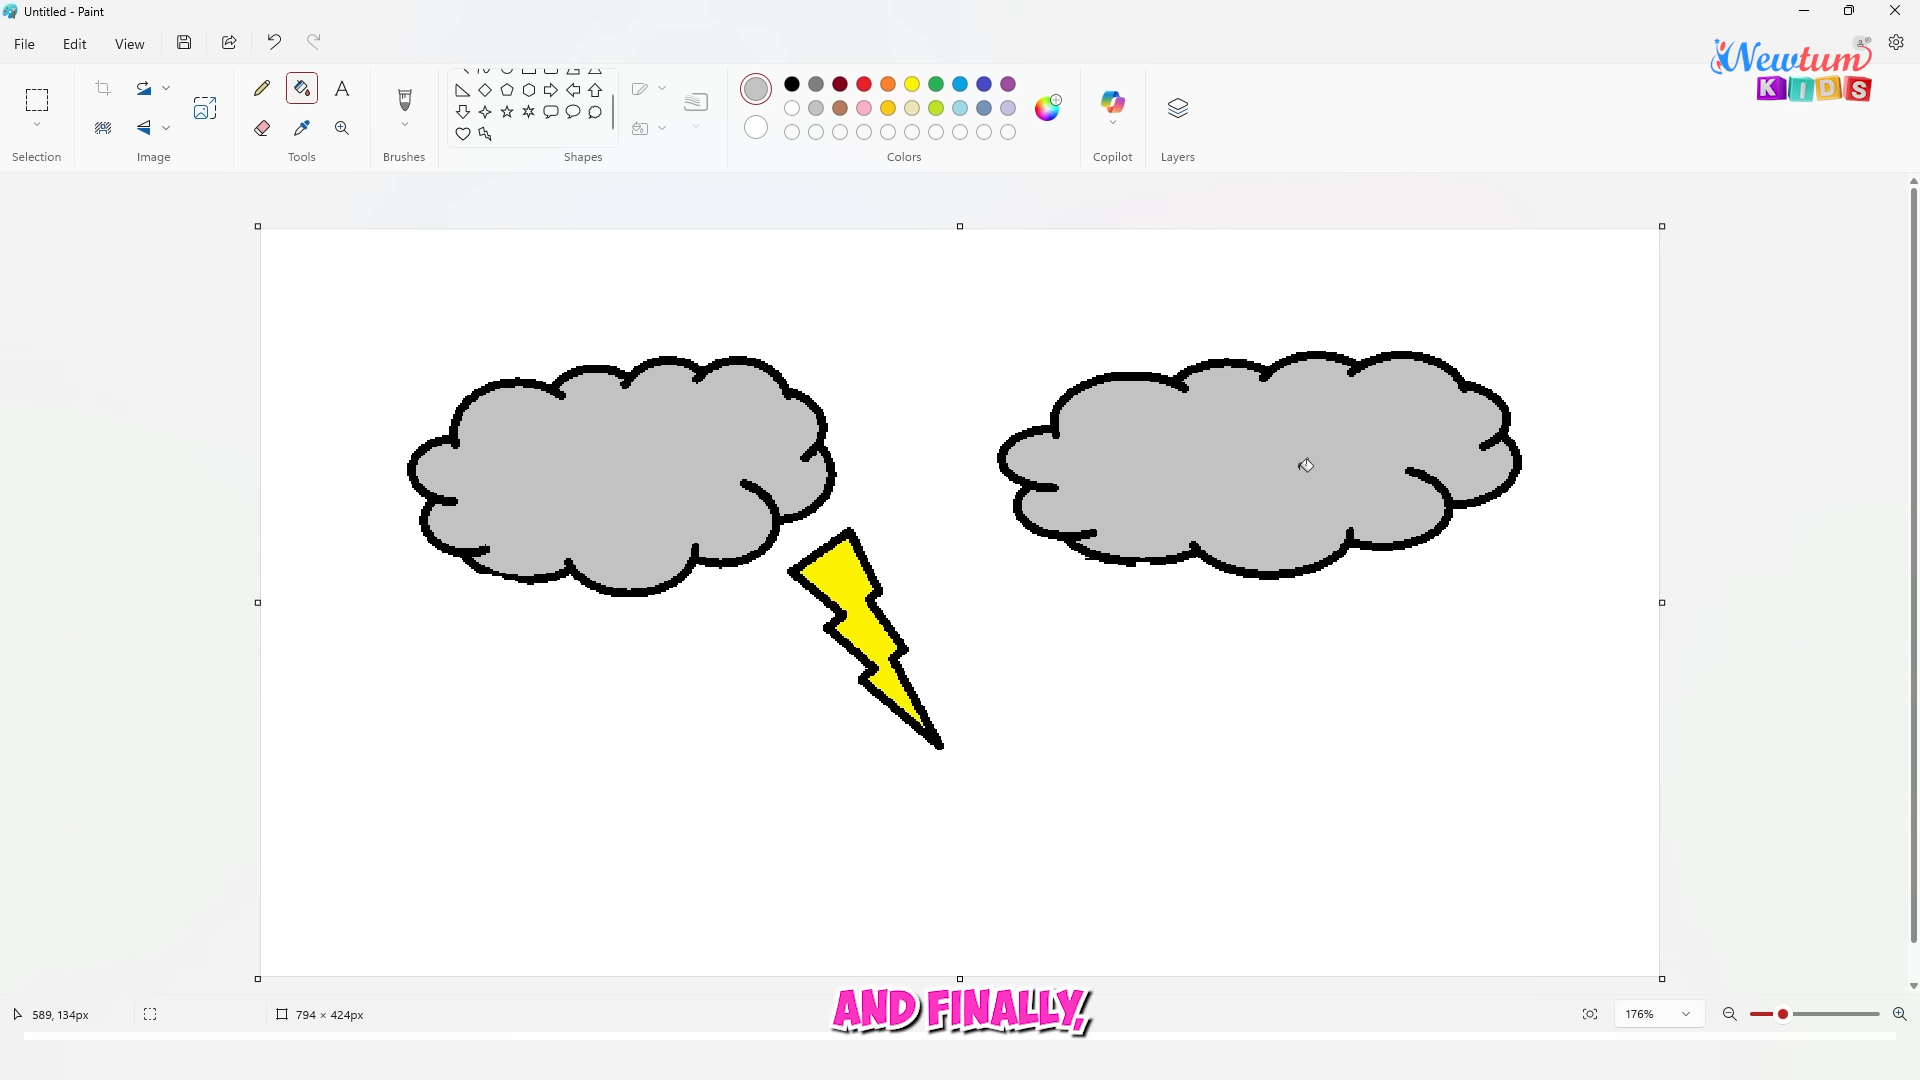 Untitled - Paint
File Edit View
Newtum
KIDS
Selection Image Tools Brushes Shapes Colors Copilot Layers
AND FINALLY,
589, 134px 794 × 424px 176%